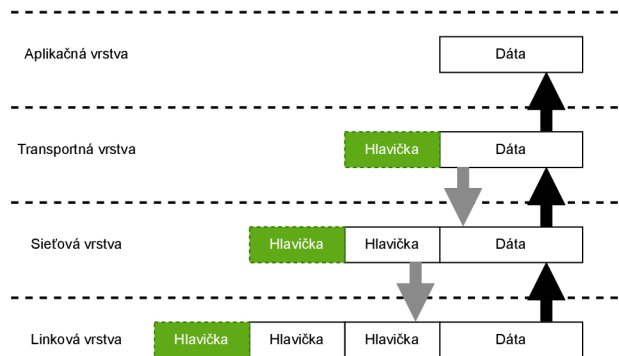 Aplikačná vrstva Dáta
Transportná vrstva Hlavička Dáta
Sieťová vrstva Hlavička Hlavička Dáta
Linková vrstva Hlavička Hlavička Hlavička Dáta